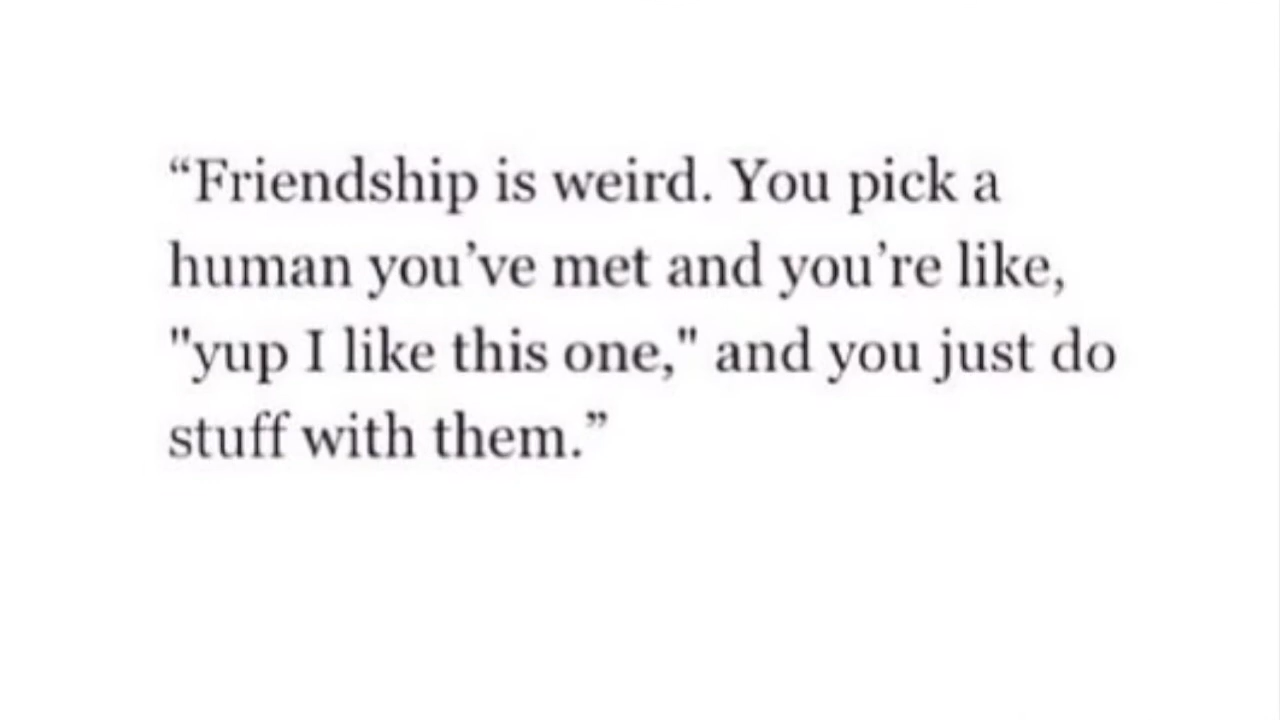 “Friendship is weird. You pick a
human you’ve met and you’re like,
"yup I like this one," and you just do
stuff with them.”